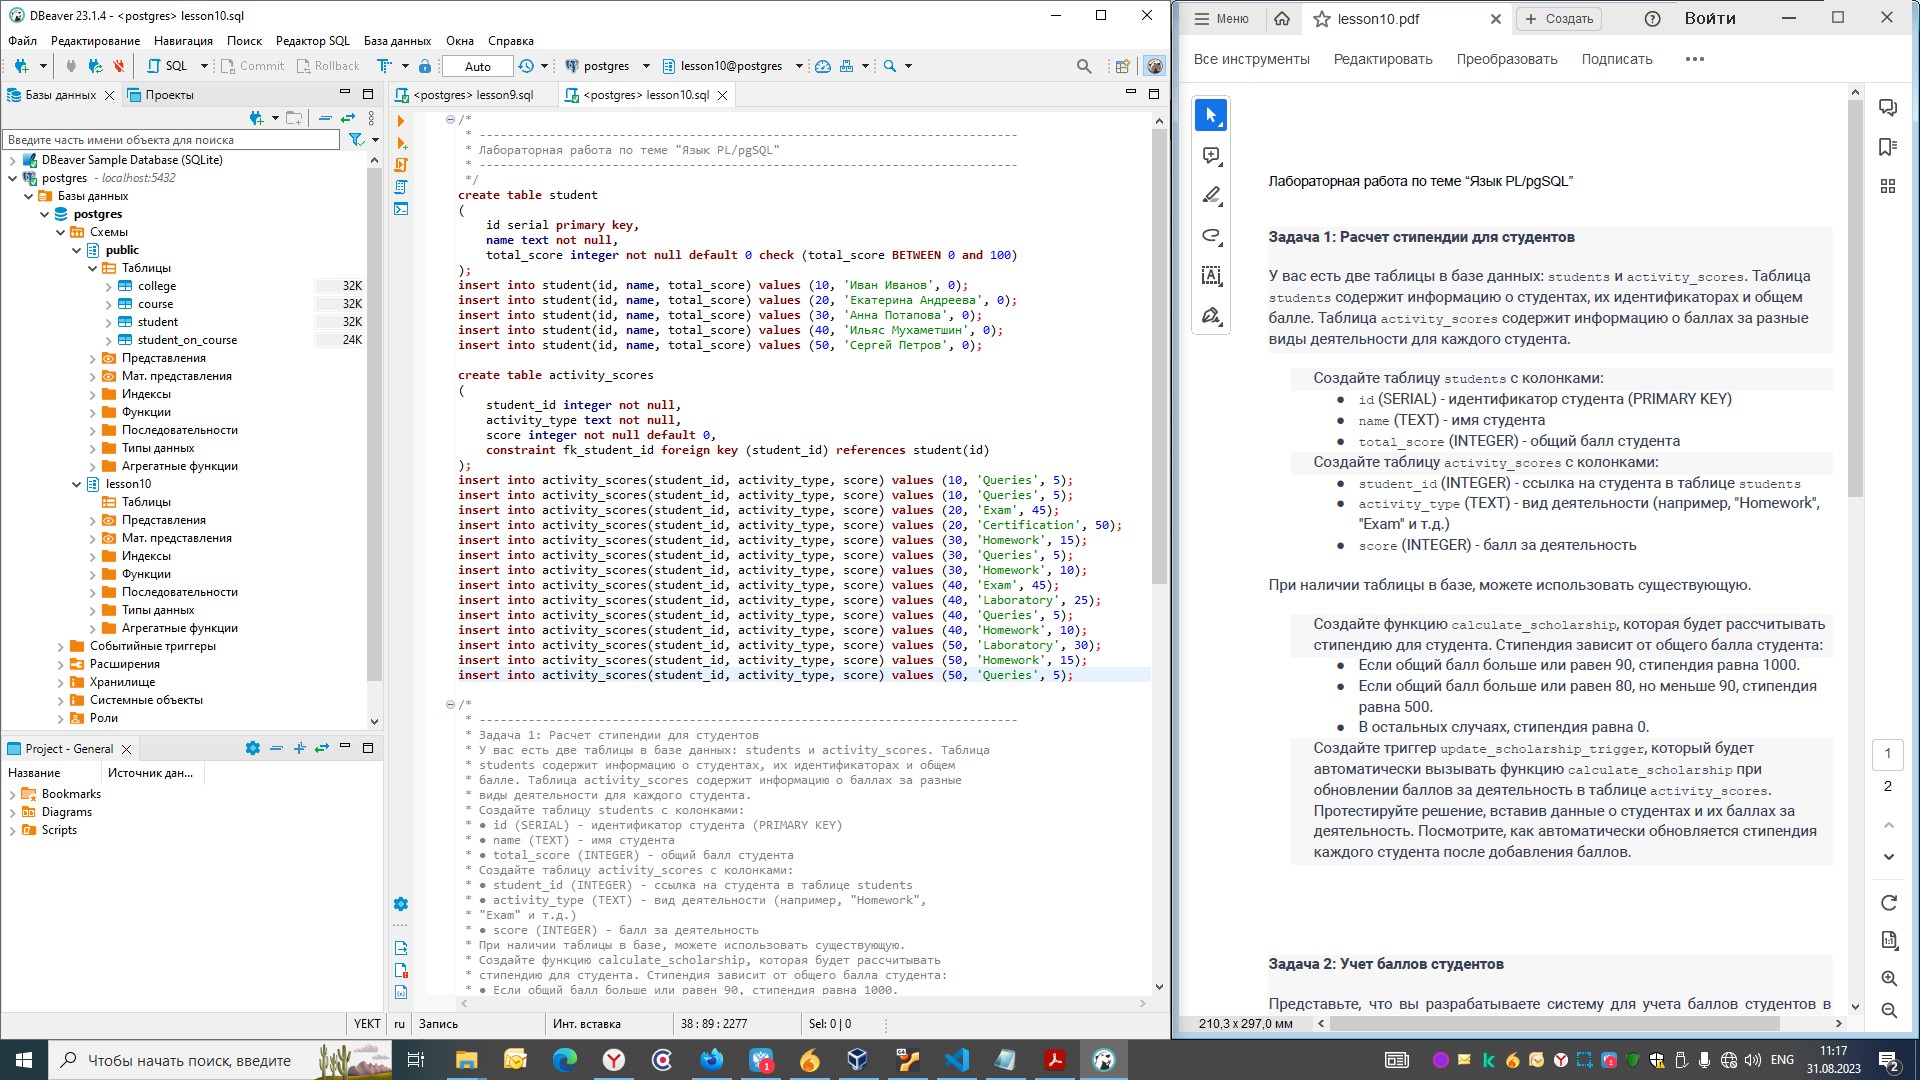 DBeaver 23.1.4 - <postgres> lesson10.sql
Файл Редактирование Навигация Поиск Редактор SQL База данных Окна Справка
SQL Commit Rollback Auto postgres lesson10@postgres
Базы данных Проекты
Введите часть имени объекта для поиска
DBeaver Sample Database (SQLite)
postgres - localhost:5432
Базы данных
postgres
Схемы
public
Таблицы
college 32K
course 32K
student 32K
student_on_course 24K
Представления
Мат. представления
Индексы
Функции
Последовательности
Типы данных
Агрегатные функции
lesson10
Таблицы
Представления
Мат. представления
Индексы
Функции
Последовательности
Типы данных
Агрегатные функции
Событийные триггеры
Расширения
Хранилище
Системные объекты
Роли
Project - General
Название Источник дан...
Bookmarks
Diagrams
Scripts
<postgres> lesson9.sql <postgres> lesson10.sql
/*
* -----------------------------------------------------------------------------
* Лабораторная работа по теме "Язык PL/pgSQL"
* -----------------------------------------------------------------------------
*/
create table student
(
id serial primary key,
name text not null,
total_score integer not null default 0 check (total_score BETWEEN 0 and 100)
);
insert into student(id, name, total_score) values (10, 'Иван Иванов', 0);
insert into student(id, name, total_score) values (20, 'Екатерина Андреева', 0);
insert into student(id, name, total_score) values (30, 'Анна Потапова', 0);
insert into student(id, name, total_score) values (40, 'Ильяс Мухаметшин', 0);
insert into student(id, name, total_score) values (50, 'Сергей Петров', 0);
create table activity_scores
(
student_id integer not null,
activity_type text not null,
score integer not null default 0,
constraint fk_student_id foreign key (student_id) references student(id)
);
insert into activity_scores(student_id, activity_type, score) values (10, 'Queries', 5);
insert into activity_scores(student_id, activity_type, score) values (10, 'Queries', 5);
insert into activity_scores(student_id, activity_type, score) values (20, 'Exam', 45);
insert into activity_scores(student_id, activity_type, score) values (20, 'Certification', 50);
insert into activity_scores(student_id, activity_type, score) values (30, 'Homework', 15);
insert into activity_scores(student_id, activity_type, score) values (30, 'Queries', 5);
insert into activity_scores(student_id, activity_type, score) values (30, 'Homework', 10);
insert into activity_scores(student_id, activity_type, score) values (40, 'Exam', 45);
insert into activity_scores(student_id, activity_type, score) values (40, 'Laboratory', 25);
insert into activity_scores(student_id, activity_type, score) values (40, 'Queries', 5);
insert into activity_scores(student_id, activity_type, score) values (40, 'Homework', 10);
insert into activity_scores(student_id, activity_type, score) values (50, 'Laboratory', 30);
insert into activity_scores(student_id, activity_type, score) values (50, 'Homework', 15);
insert into activity_scores(student_id, activity_type, score) values (50, 'Queries', 5);
/*
* -----------------------------------------------------------------------------
* Задача 1: Расчет стипендии для студентов
* У вас есть две таблицы в базе данных: students и activity_scores. Таблица
* students содержит информацию о студентах, их идентификаторах и общем
* балле. Таблица activity_scores содержит информацию о баллах за разные
* виды деятельности для каждого студента.
* Создайте таблицу students с колонками:
* ● id (SERIAL) - идентификатор студента (PRIMARY KEY)
* ● name (TEXT) - имя студента
* ● total_score (INTEGER) - общий балл студента
* Создайте таблицу activity_scores с колонками:
* ● student_id (INTEGER) - ссылка на студента в таблице students
* ● activity_type (TEXT) - вид деятельности (например, "Homework",
* "Exam" и т.д.)
* ● score (INTEGER) - балл за деятельность
* При наличии таблицы в базе, можете использовать существующую.
* Создайте функцию calculate_scholarship, которая будет рассчитывать
* стипендию для студента. Стипендия зависит от общего балла студента:
* ● Если общий балл больше или равен 90, стипендия равна 1000.
YEKT ru Запись Инт. вставка 38 : 89 : 2277 Sel: 0 | 0
Меню lesson10.pdf Создать Войти
Все инструменты Редактировать Преобразовать Подписать
Лабораторная работа по теме “Язык PL/pgSQL”
Задача 1: Расчет стипендии для студентов
У вас есть две таблицы в базе данных: students и activity_scores. Таблица
students содержит информацию о студентах, их идентификаторах и общем
балле. Таблица activity_scores содержит информацию о баллах за разные
виды деятельности для каждого студента.
Создайте таблицу students с колонками:
● id (SERIAL) - идентификатор студента (PRIMARY KEY)
● name (TEXT) - имя студента
● total_score (INTEGER) - общий балл студента
Создайте таблицу activity_scores с колонками:
● student_id (INTEGER) - ссылка на студента в таблице students
● activity_type (TEXT) - вид деятельности (например, "Homework",
"Exam" и т.д.)
● score (INTEGER) - балл за деятельность
При наличии таблицы в базе, можете использовать существующую.
Создайте функцию calculate_scholarship, которая будет рассчитывать
стипендию для студента. Стипендия зависит от общего балла студента:
● Если общий балл больше или равен 90, стипендия равна 1000.
● Если общий балл больше или равен 80, но меньше 90, стипендия
равна 500.
● В остальных случаях, стипендия равна 0.
Создайте триггер update_scholarship_trigger, который будет
автоматически вызывать функцию calculate_scholarship при
обновлении баллов за деятельность в таблице activity_scores.
Протестируйте решение, вставив данные о студентах и их баллах за
деятельность. Посмотрите, как автоматически обновляется стипендия
каждого студента после добавления баллов.
Задача 2: Учет баллов студентов
Представьте, что вы разрабатываете систему для учета баллов студентов в
1
2
210,3 x 297,0 мм
Чтобы начать поиск, введите
ENG
11:17
31.08.2023
2